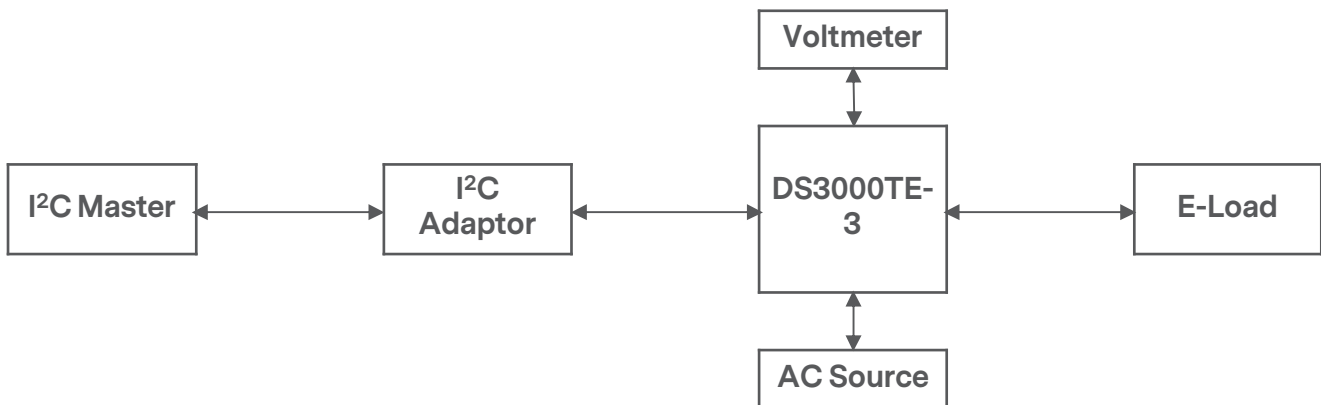 Voltmeter
I²C Master
I²C
Adaptor
DS3000TE-
3
E-Load
AC Source